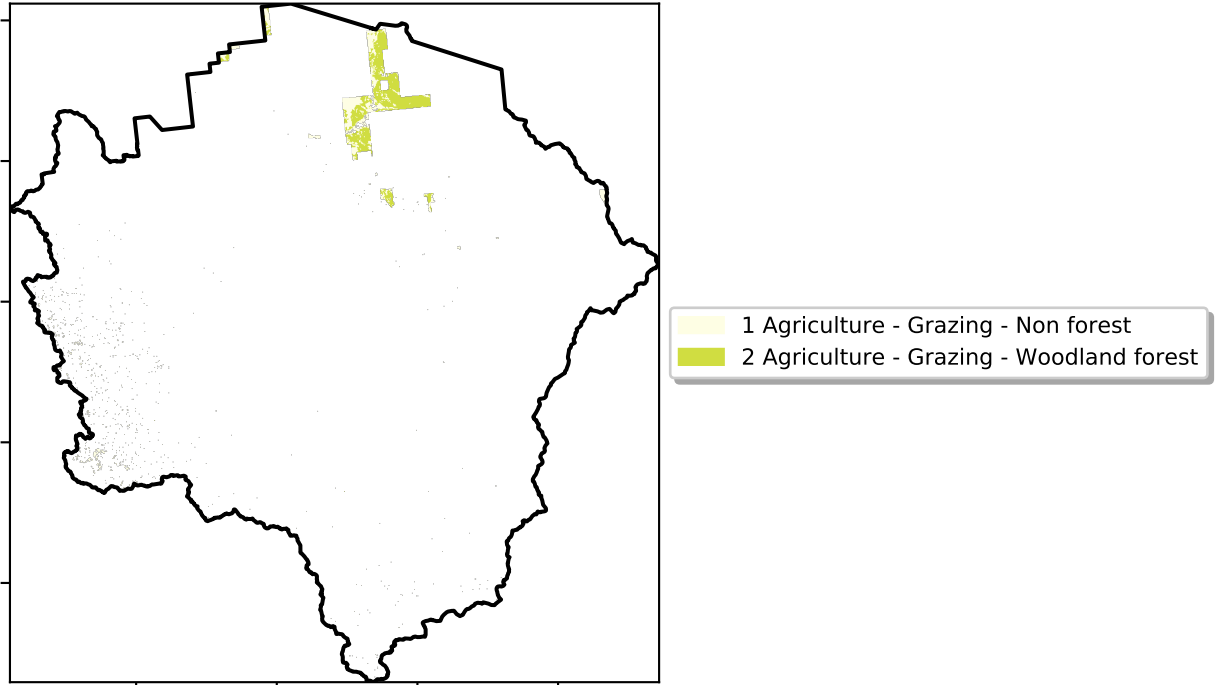 1 Agriculture - Grazing - Non forest
2 Agriculture - Grazing - Woodland forest